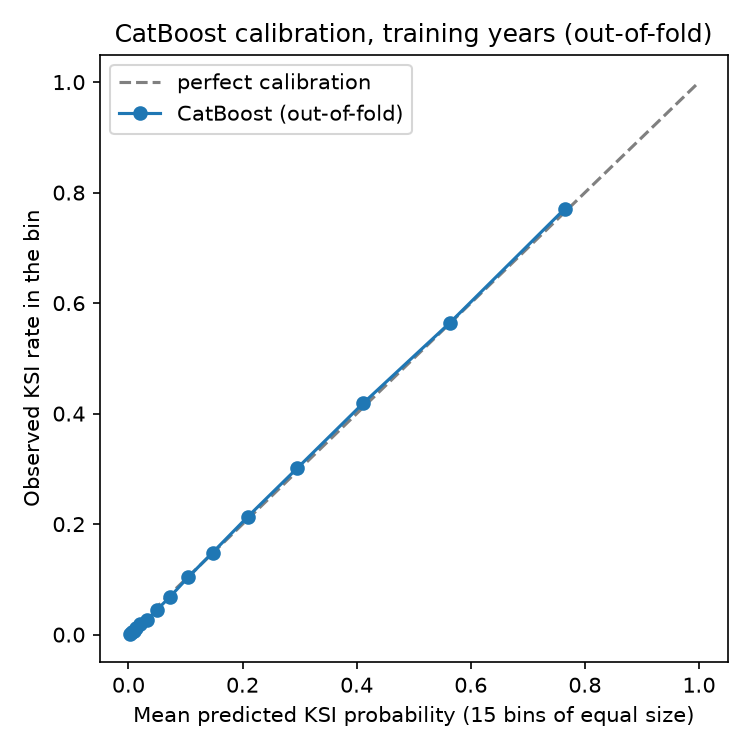 CatBoost calibration, training years (out-of-fold)
perfect calibration
CatBoost (out-of-fold)
1.0
0.8
0.6
0.4
0.2
0.0
Observed KSI rate in the bin
0.0 0.2 0.4 0.6 0.8 1.0
Mean predicted KSI probability (15 bins of equal size)